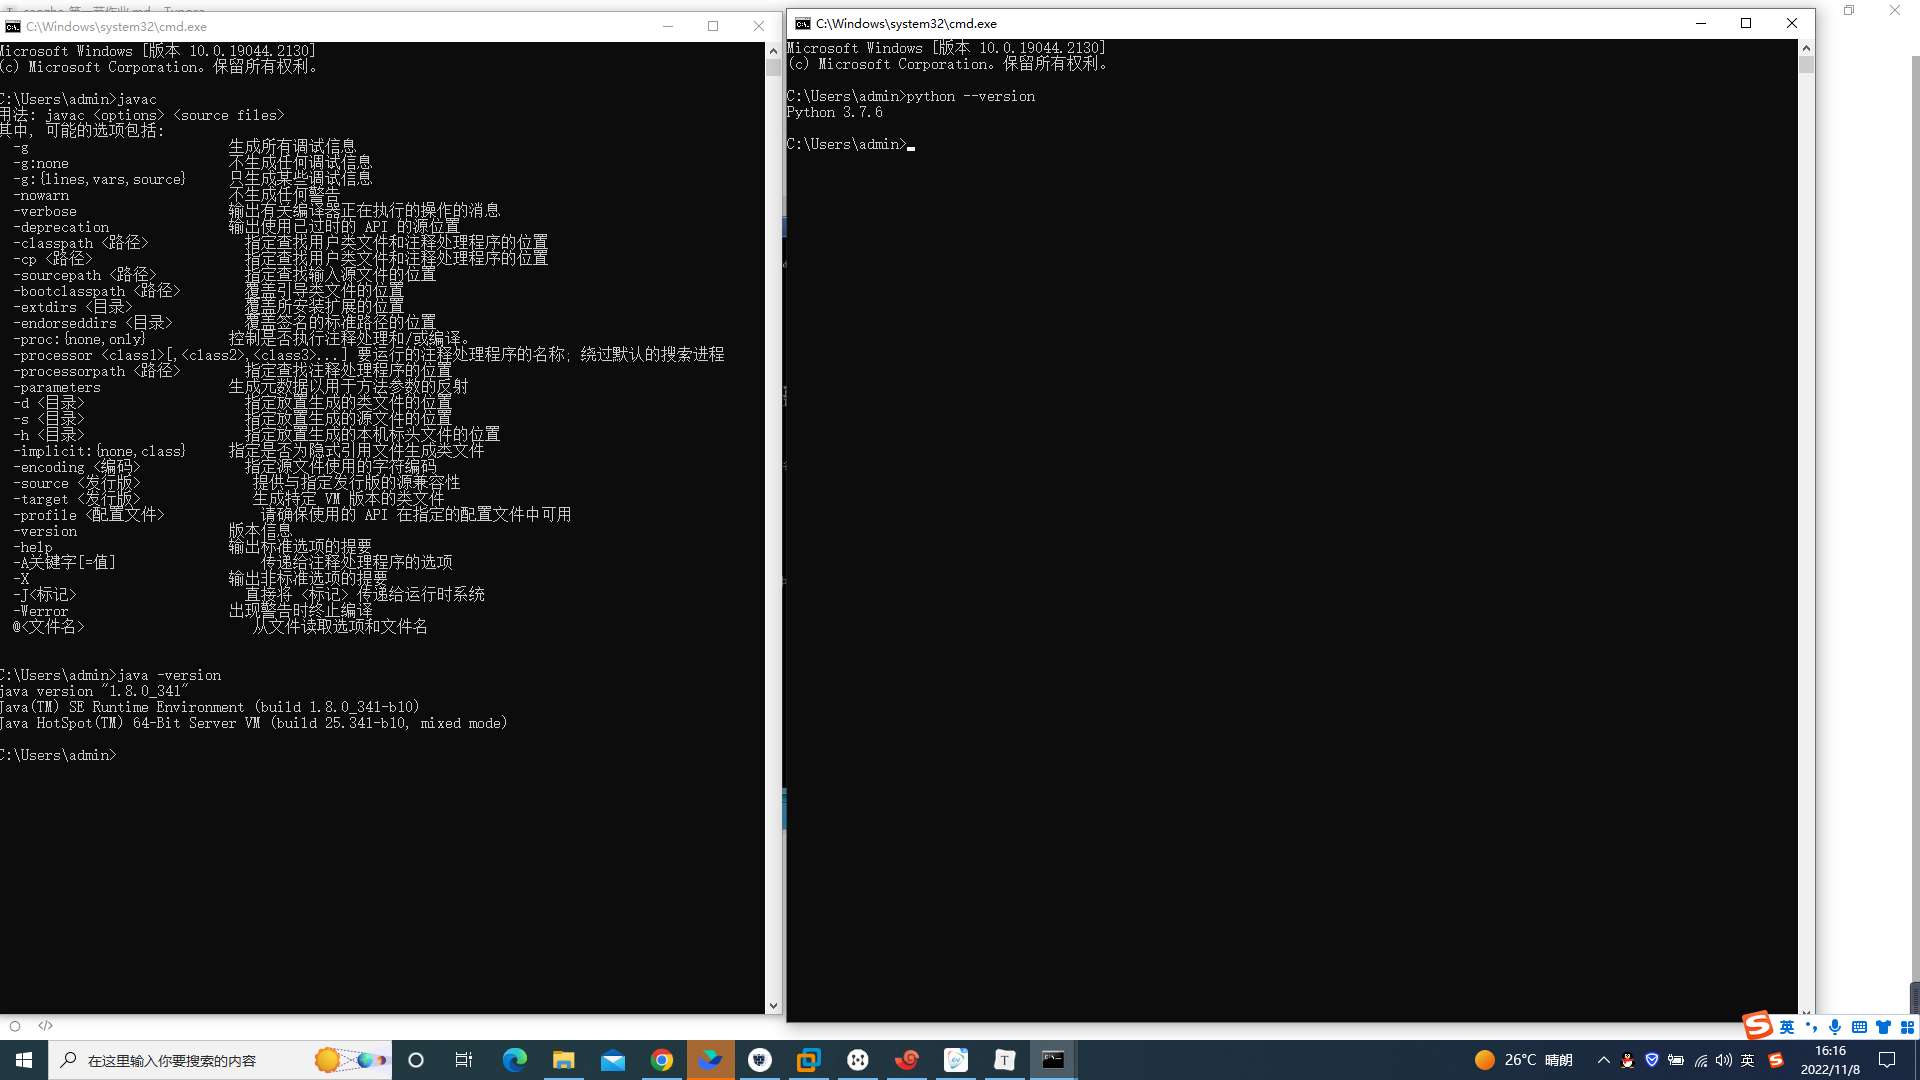 C:\Windows\system32\cmd.exe
Microsoft Windows [版本 10.0.19044.2130]
(c) Microsoft Corporation。保留所有权利。
C:\Users\admin>javac
用法: javac <options> <source files>
其中, 可能的选项包括:
-g 生成所有调试信息
-g:none 不生成任何调试信息
-g:{lines,vars,source} 只生成某些调试信息
-nowarn 不生成任何警告
-verbose 输出有关编译器正在执行的操作的消息
-deprecation 输出使用已过时的 API 的源位置
-classpath <路径> 指定查找用户类文件和注释处理程序的位置
-cp <路径> 指定查找用户类文件和注释处理程序的位置
-sourcepath <路径> 指定查找输入源文件的位置
-bootclasspath <路径> 覆盖引导类文件的位置
-extdirs <目录> 覆盖所安装扩展的位置
-endorseddirs <目录> 覆盖签名的标准路径的位置
-proc:{none,only} 控制是否执行注释处理和/或编译。
-processor <class1>[,<class2>,<class3>...] 要运行的注释处理程序的名称; 绕过默认的搜索进程
-processorpath <路径> 指定查找注释处理程序的位置
-parameters 生成元数据以用于方法参数的反射
-d <目录> 指定放置生成的类文件的位置
-s <目录> 指定放置生成的源文件的位置
-h <目录> 指定放置生成的本机标头文件的位置
-implicit:{none,class} 指定是否为隐式引用文件生成类文件
-encoding <编码> 指定源文件使用的字符编码
-source <发行版> 提供与指定发行版的源兼容性
-target <发行版> 生成特定 VM 版本的类文件
-profile <配置文件> 请确保使用的 API 在指定的配置文件中可用
-version 版本信息
-help 输出标准选项的提要
-A关键字[=值] 传递给注释处理程序的选项
-X 输出非标准选项的提要
-J<标记> 直接将 <标记> 传递给运行时系统
-Werror 出现警告时终止编译
@<文件名> 从文件读取选项和文件名
C:\Users\admin>java -version
java version "1.8.0_341"
Java(TM) SE Runtime Environment (build 1.8.0_341-b10)
Java HotSpot(TM) 64-Bit Server VM (build 25.341-b10, mixed mode)
C:\Users\admin>
C:\Windows\system32\cmd.exe
Microsoft Windows [版本 10.0.19044.2130]
(c) Microsoft Corporation。保留所有权利。
C:\Users\admin>python --version
Python 3.7.6
C:\Users\admin>
英
在这里输入你要搜索的内容
26°C 晴朗
英
16:16
2022/11/8